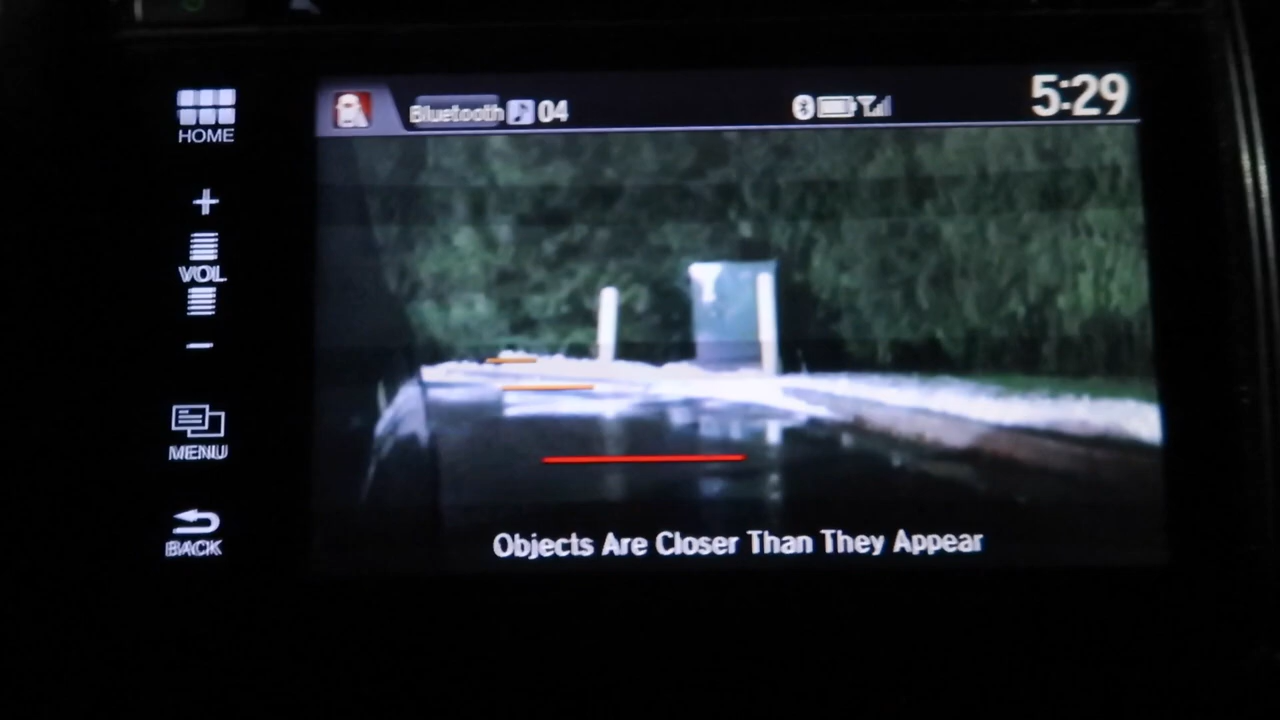 HOME
Bluetooth 04
5:29
+
VOL
−
MENU
BACK
Objects Are Closer Than They Appear